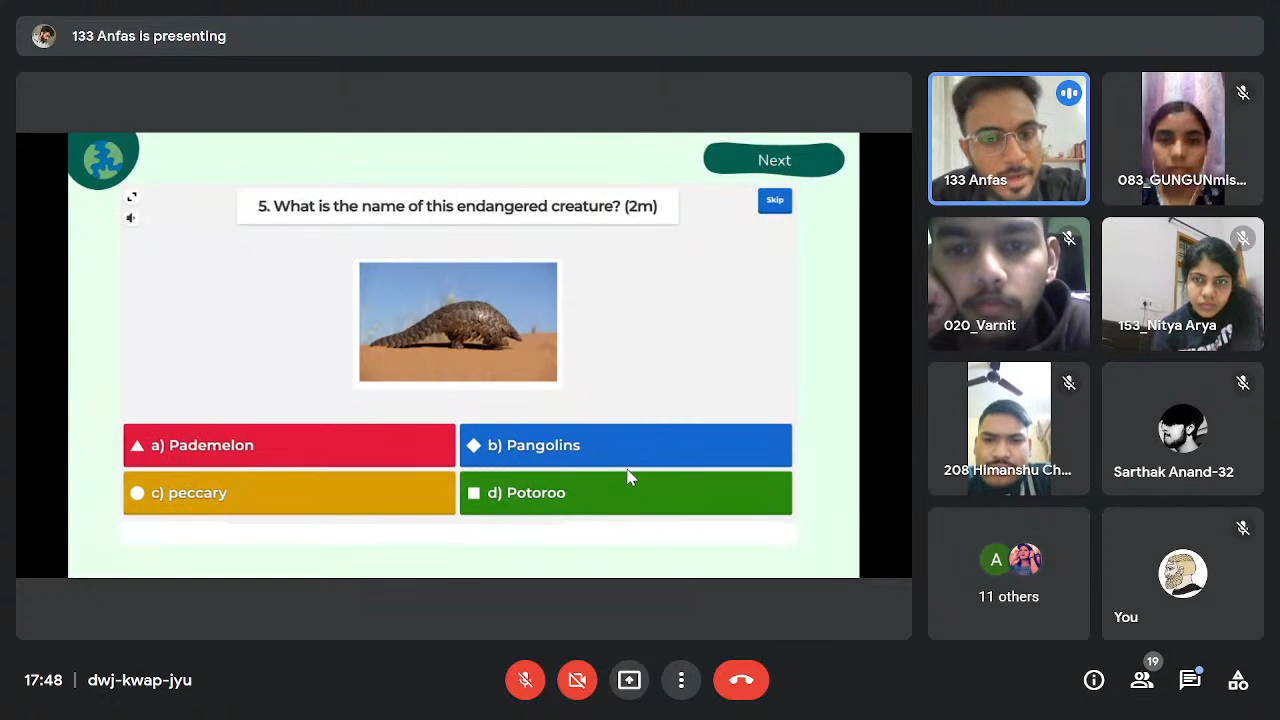 133 Anfas is presenting
Next
5. What is the name of this endangered creature? (2m)
Skip
a) Pademelon
b) Pangolins
c) peccary
d) Potoroo
133 Anfas
083_GUNGUNmis...
020_Varnit
153_Nitya Arya
208 HImanshu Ch...
Sarthak Anand-32
A
11 others
You
17:48 | dwj-kwap-jyu
19